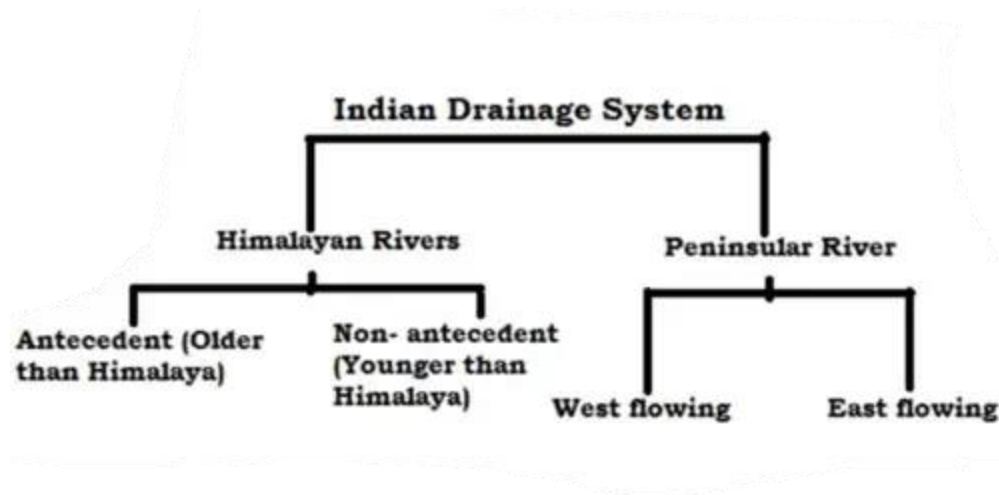 Indian Drainage System
Himalayan Rivers
Peninsular River
Antecedent (Older
than Himalaya)
Non- antecedent
(Younger than
Himalaya)
West flowing
East flowing